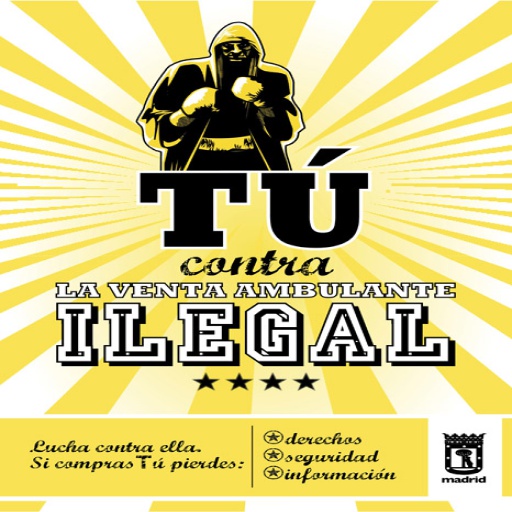 TÚ
contra
LA VENTA AMBULANTE
ILEGAL
Lucha contra ella.
Si compras Tú pierdes:
derechos
seguridad
información
madrid